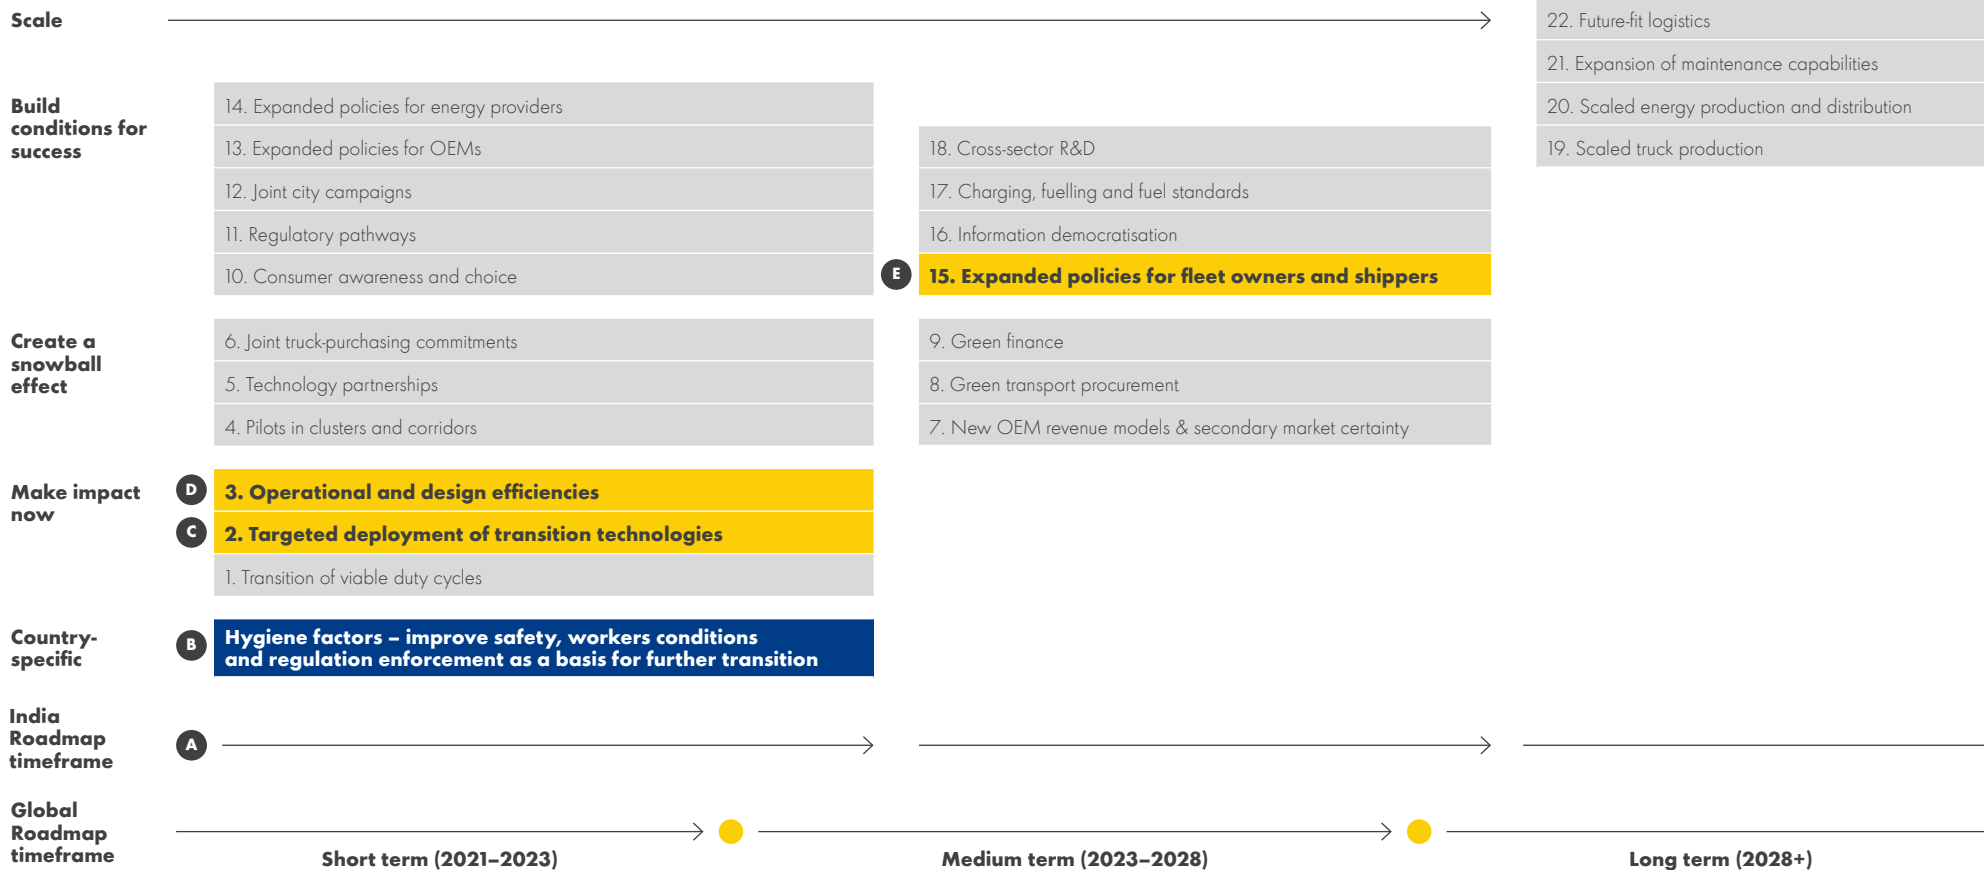 Scale
22. Future-fit logistics
21. Expansion of maintenance capabilities
20. Scaled energy production and distribution
19. Scaled truck production
Build
conditions for
success
14. Expanded policies for energy providers
13. Expanded policies for OEMs
12. Joint city campaigns
11. Regulatory pathways
10. Consumer awareness and choice
18. Cross-sector R&D
17. Charging, fuelling and fuel standards
16. Information democratisation
E
15. Expanded policies for fleet owners and shippers
Create a
snowball
effect
6. Joint truck-purchasing commitments
5. Technology partnerships
4. Pilots in clusters and corridors
9. Green finance
8. Green transport procurement
7. New OEM revenue models & secondary market certainty
Make impact
now
D
3. Operational and design efficiencies
C
2. Targeted deployment of transition technologies
1. Transition of viable duty cycles
Country-
specific
B
Hygiene factors – improve safety, workers conditions
and regulation enforcement as a basis for further transition
India
Roadmap
timeframe
A
Global
Roadmap
timeframe
Short term (2021–2023)
Medium term (2023–2028)
Long term (2028+)